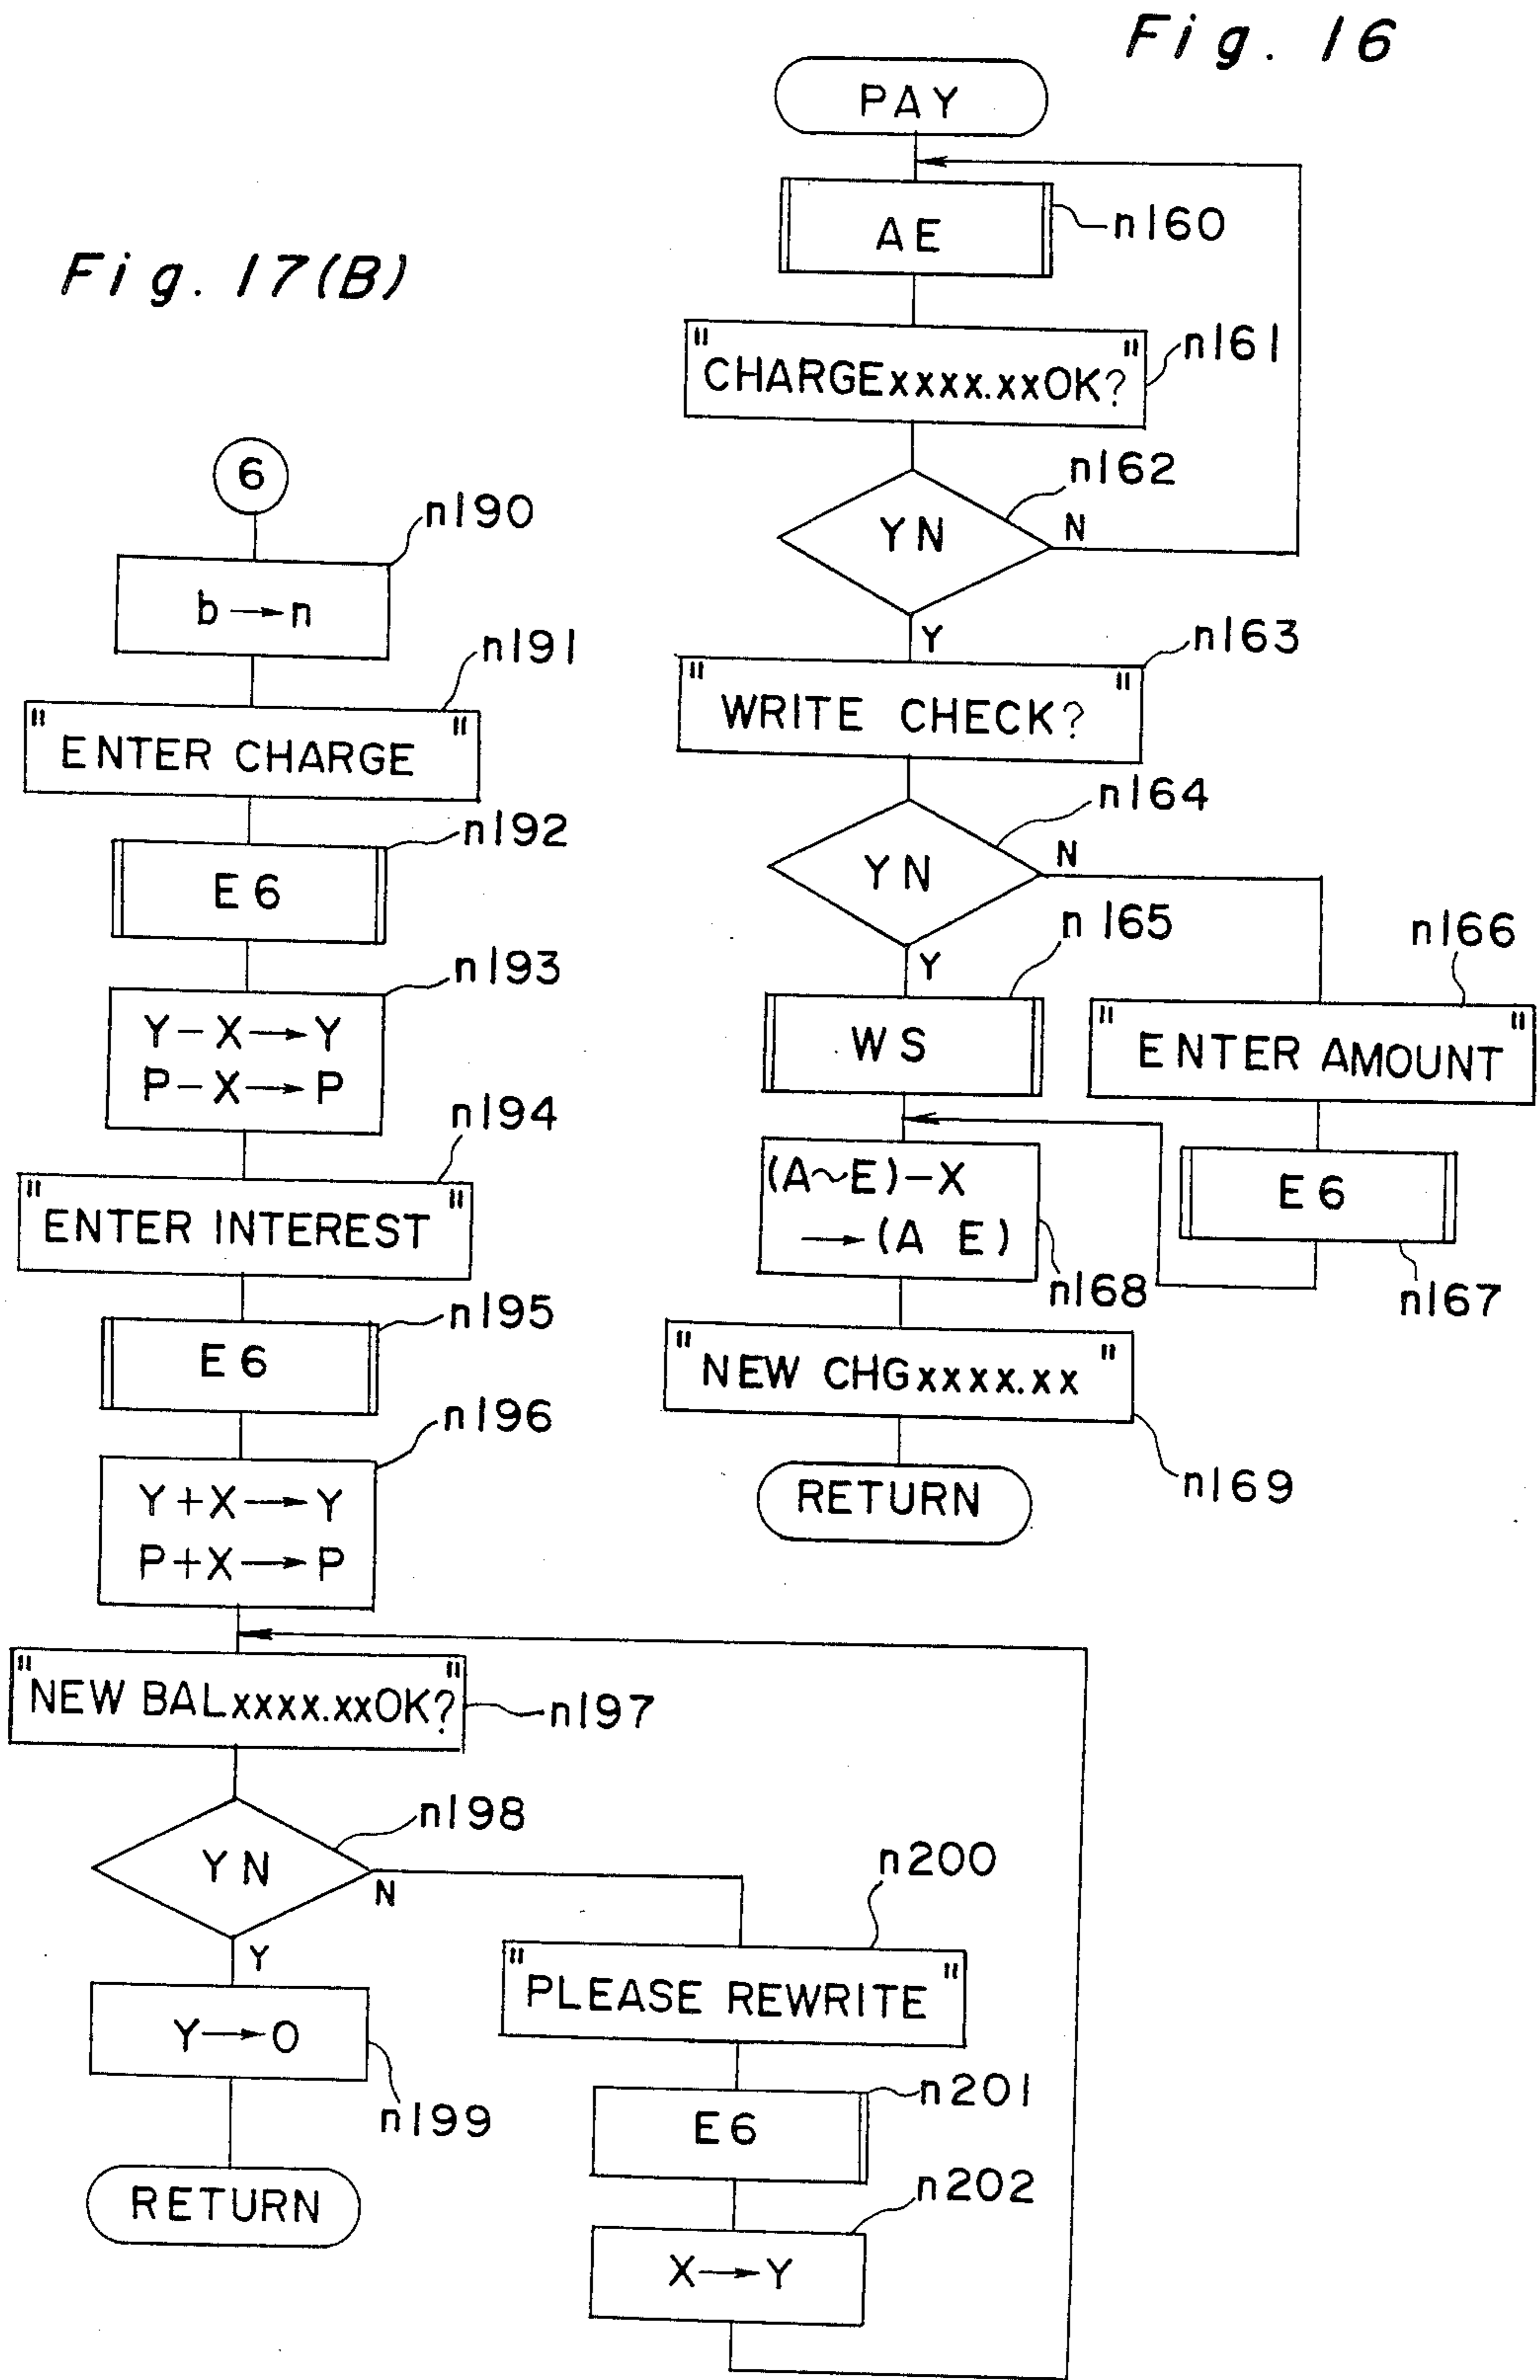 Fig. 16
PAY
AE
n160
"CHARGExxxx.xxOK?"
n161
YN
n162
N
Y
"WRITE CHECK?"
n163
YN
n164
N
Y
WS
n165
"ENTER AMOUNT"
n166
E6
n167
(A~E)-X
→(A E)
n168
"NEW CHGxxxx.xx"
n169
RETURN
Fig. 17(B)
6
b→n
n190
"ENTER CHARGE"
n191
E6
n192
Y-X→Y
P-X→P
n193
"ENTER INTEREST"
n194
E6
n195
Y+X→Y
P+X→P
n196
"NEW BALxxxx.xxOK?"
n197
YN
n198
N
Y
Y→O
n199
RETURN
"PLEASE REWRITE"
n200
E6
n201
X→Y
n202